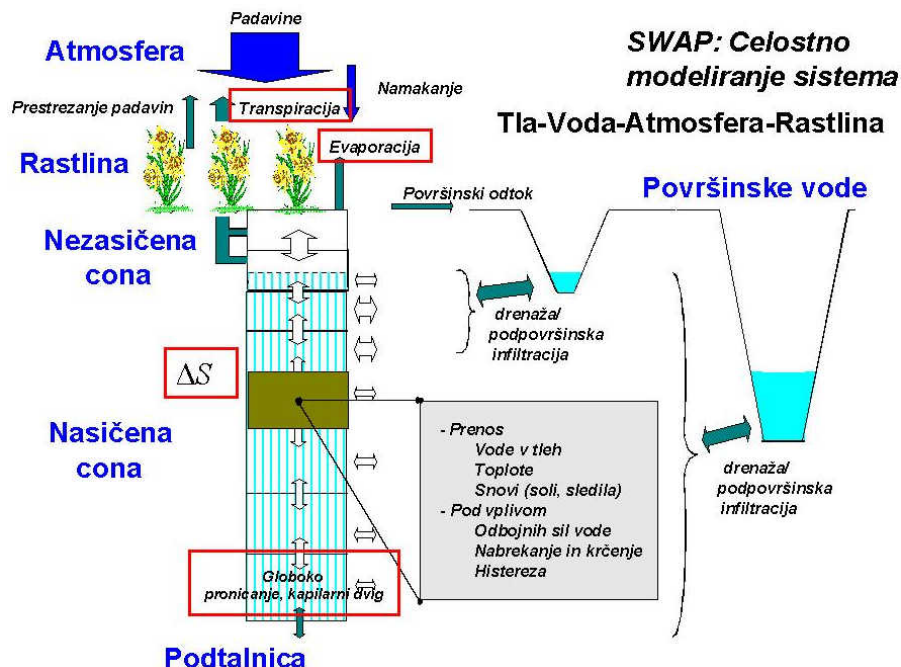 Padavine
Atmosfera
SWAP: Celostno
modeliranje sistema
Prestrezanje padavin
Transpiracija
Namakanje
Tla-Voda-Atmosfera-Rastlina
Rastlina
Evaporacija
Površinski odtok
Površinske vode
Nezasičena
cona
drenaža/
podpovršinska
infiltracija
ΔS
Nasičena
cona
- Prenos
Vode v tleh
Toplote
Snovi (soli, sledila)
- Pod vplivom
Odbojnih sil vode
Nabrekanje in krčenje
Histereza
drenaža/
podpovršinska
infiltracija
Globoko
pronicanje, kapilarni dvig
Podtalnica